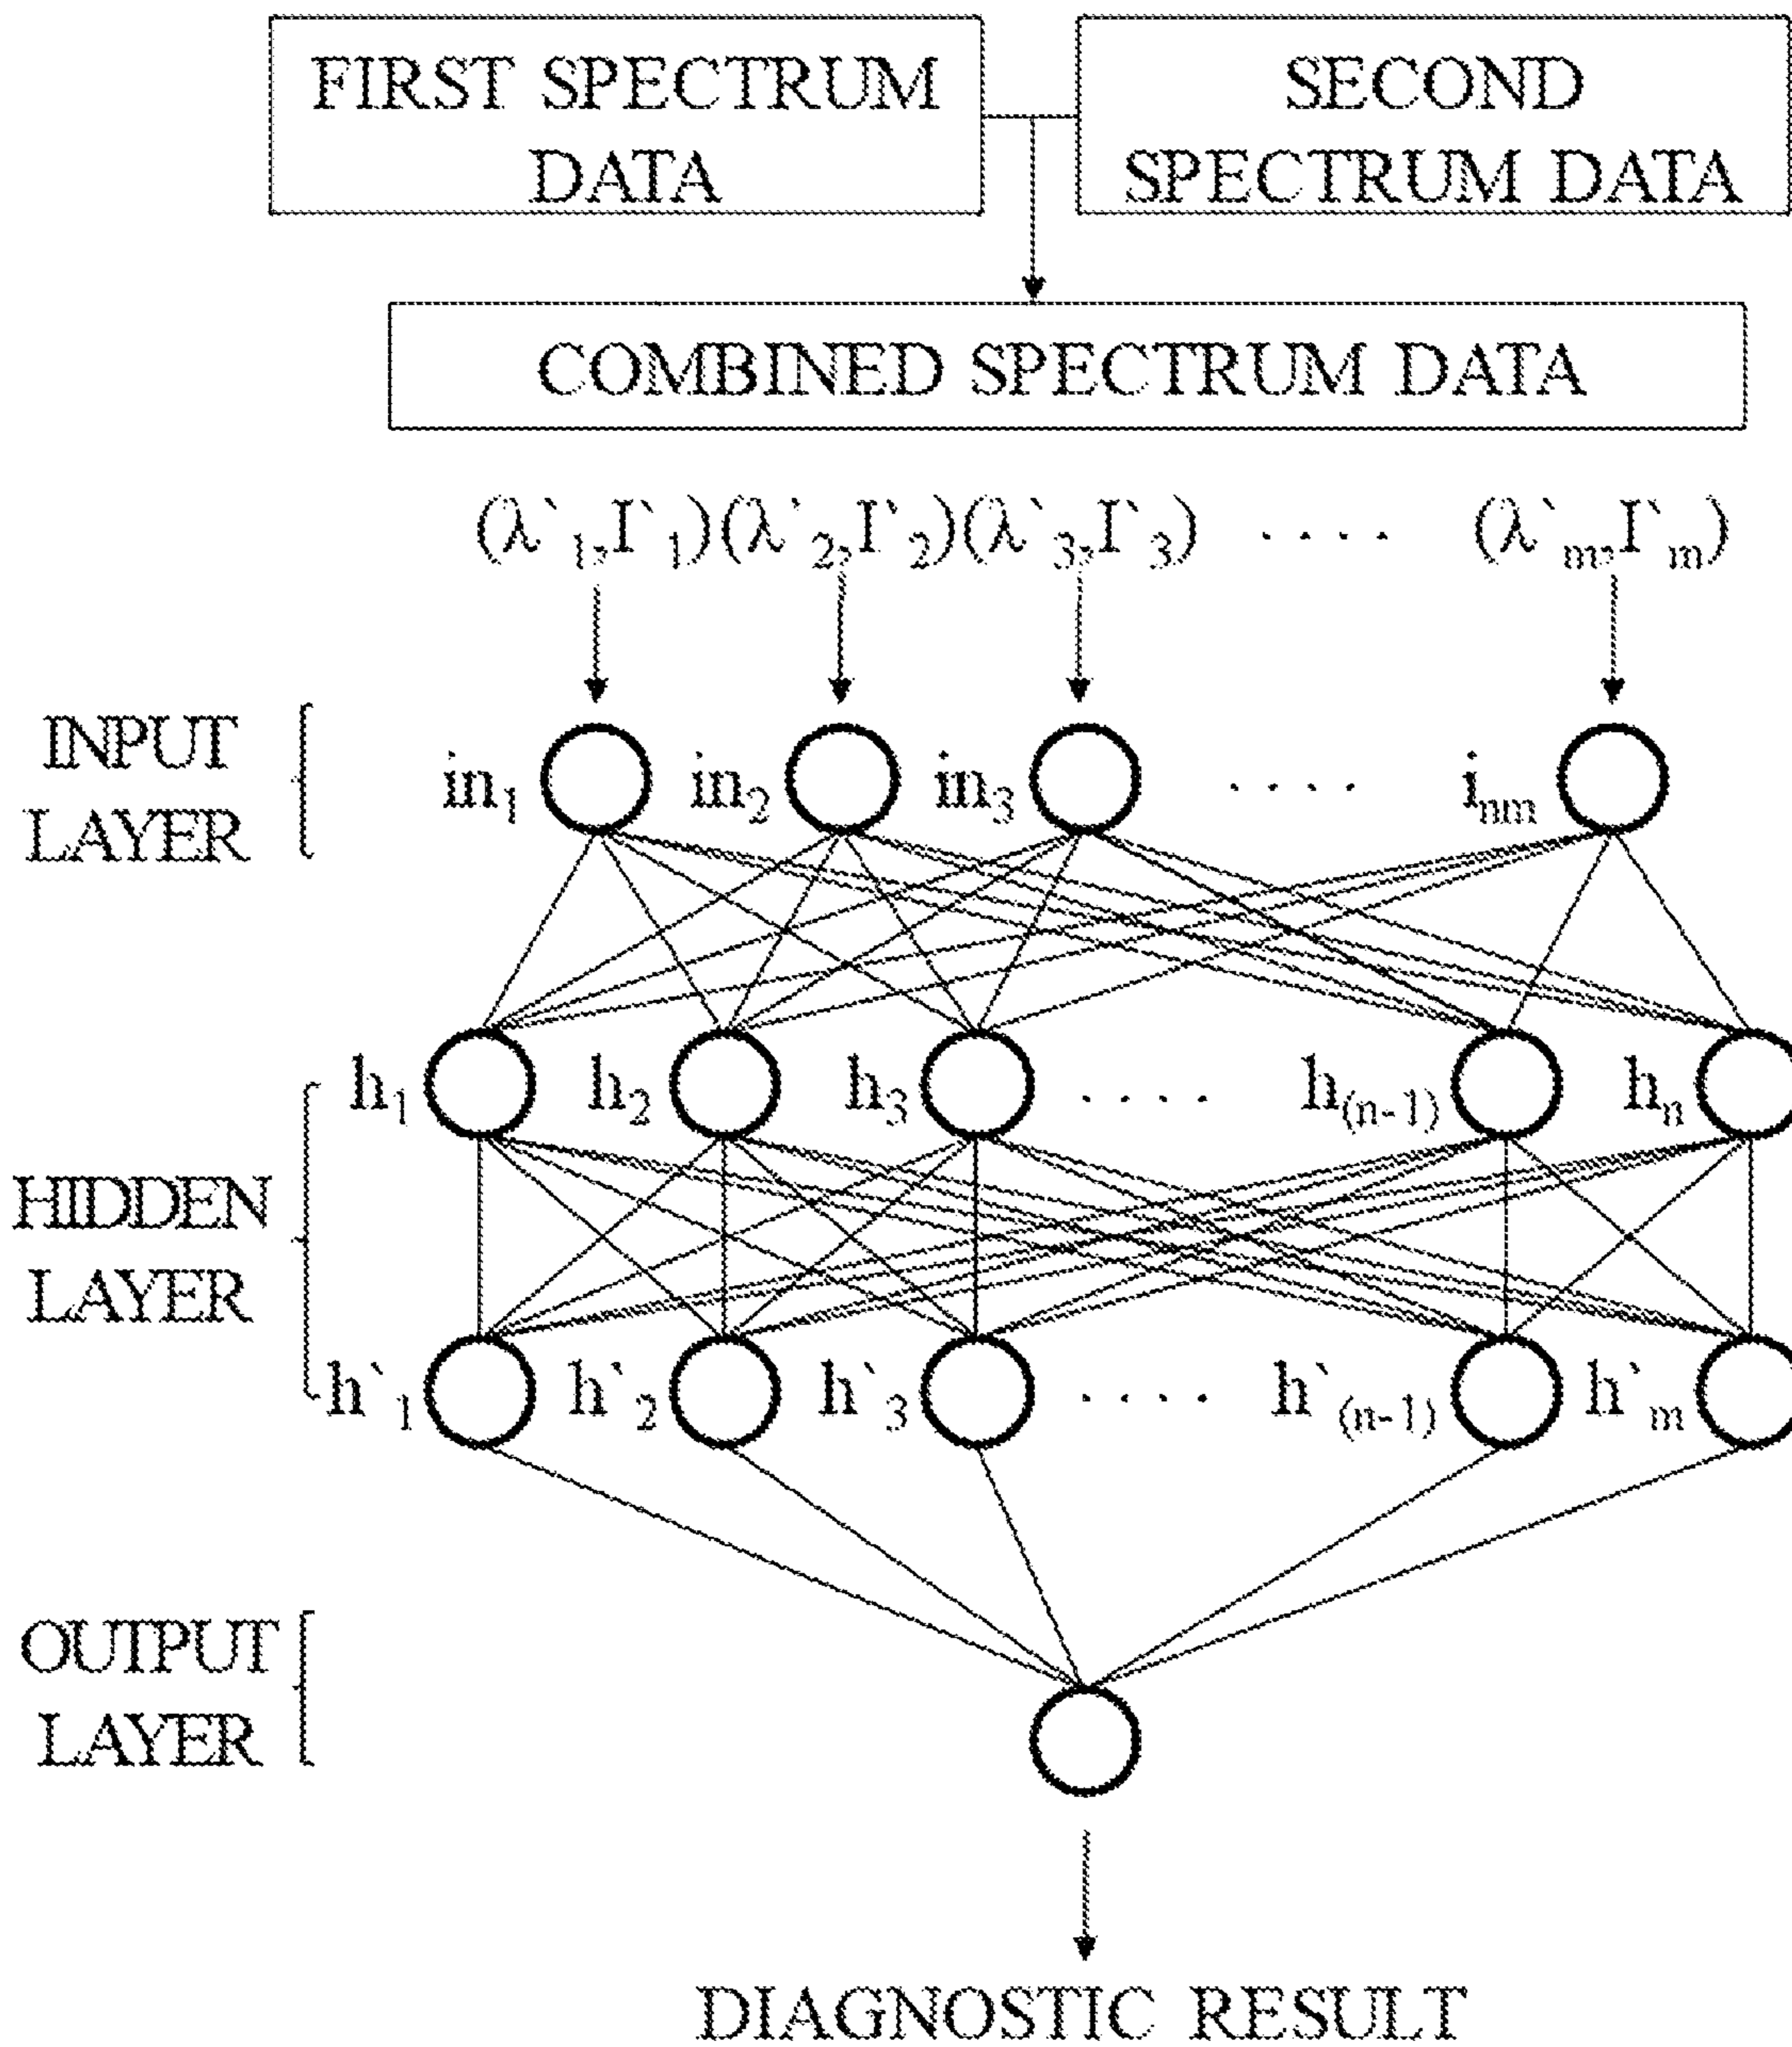 FIRST SPECTRUM
DATA
SECOND
SPECTRUM DATA
COMBINED SPECTRUM DATA
(λ`₁,I`₁)(λ`₂,I`₂)(λ`₃,I`₃) .... (λ`ₘ,I`ₘ)
INPUT
LAYER
in₁ in₂ in₃ .... iₙₘ
h₁ h₂ h₃ .... h₍ₙ₋₁₎ hₙ
HIDDEN
LAYER
h`₁ h`₂ h`₃ .... h`₍ₙ₋₁₎ h`ₘ
OUTPUT
LAYER
DIAGNOSTIC RESULT